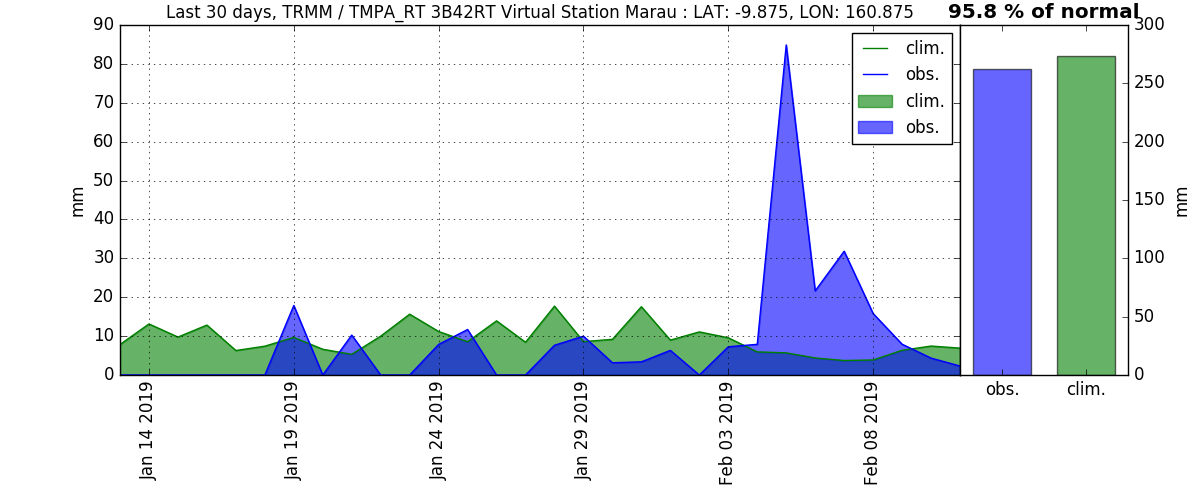 Last 30 days, TRMM / TMPA_RT 3B42RT Virtual Station Marau : LAT: -9.875, LON: 160.875
95.8 % of normal
90
80
70
60
50
40
30
20
10
0
mm
clim.
obs.
clim.
obs.
Jan 14 2019
Jan 19 2019
Jan 24 2019
Jan 29 2019
Feb 03 2019
Feb 08 2019
300
250
200
150
100
50
0
mm
obs.
clim.